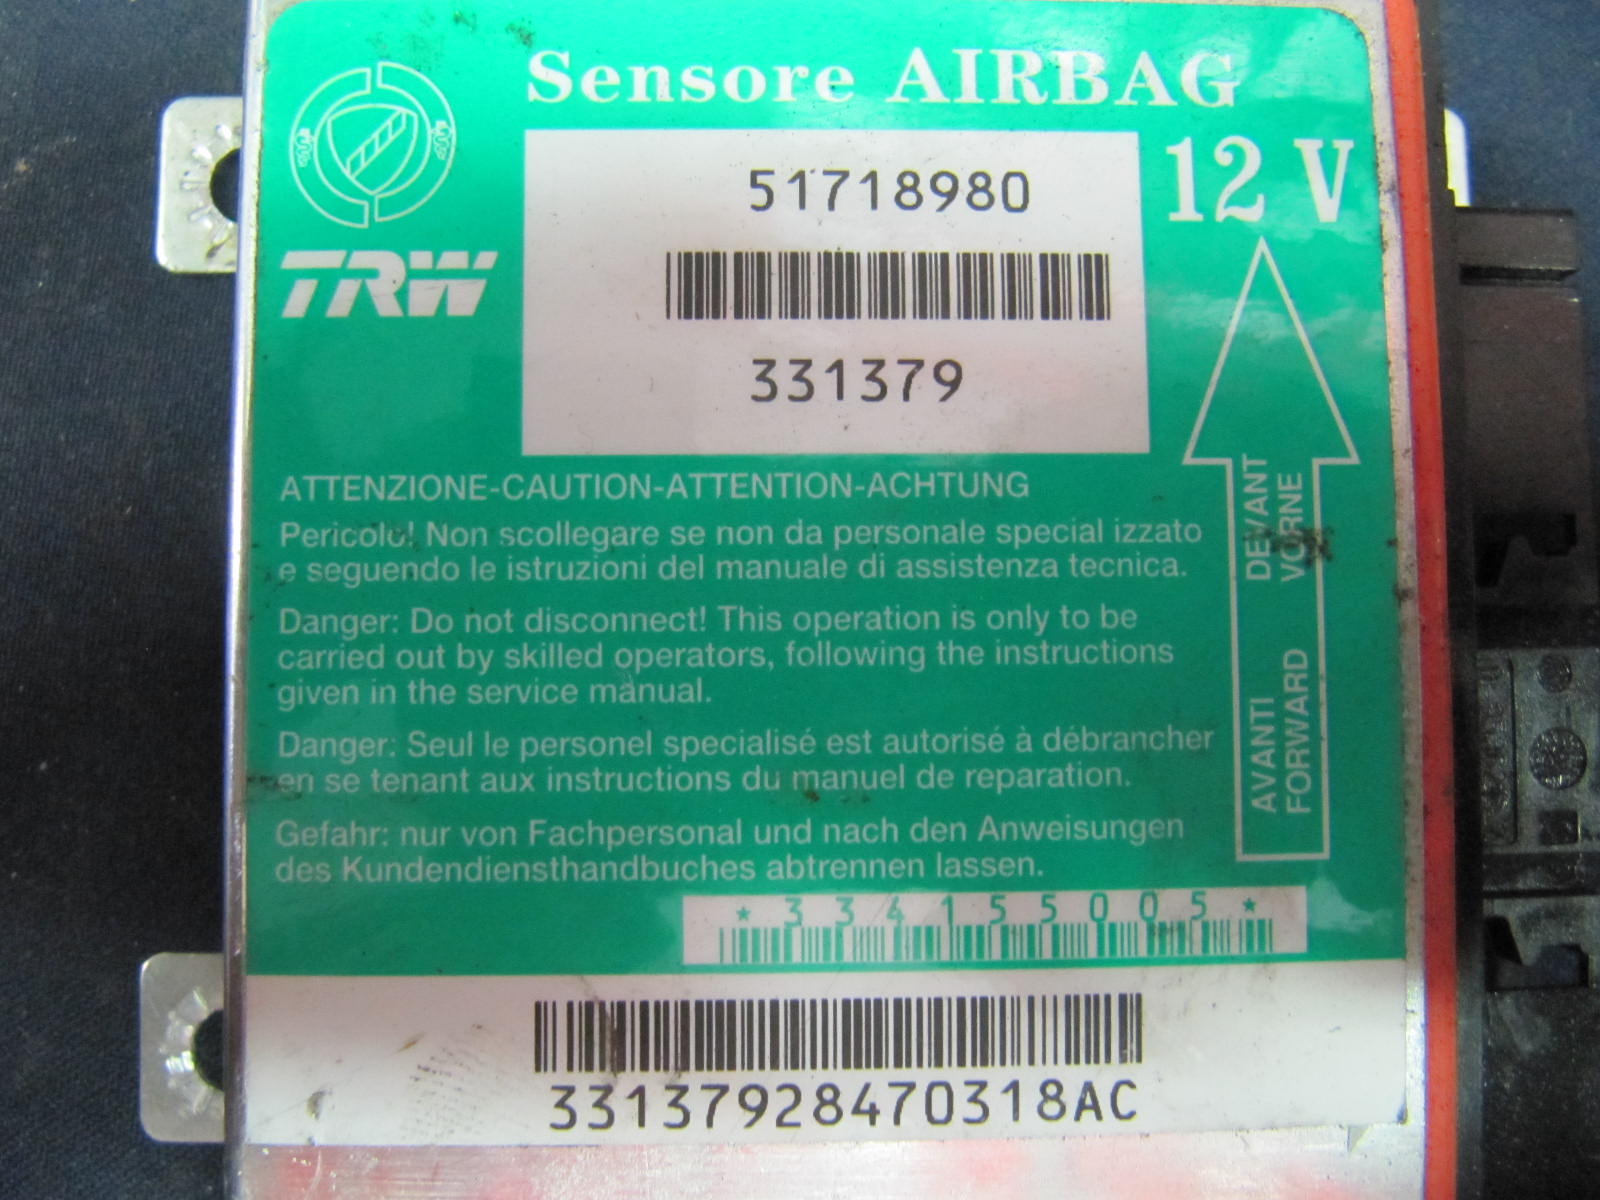 Sensore AIRBAG
12 V
51718980
TRW
331379
ATTENZIONE-CAUTION-ATTENTION-ACHTUNG
Pericolo! Non scollegare se non da personale special izzato
e seguendo le istruzioni del manuale di assistenza tecnica.
Danger: Do not disconnect! This operation is only to be
carried out by skilled operators, following the instructions
given in the service manual.
Danger: Seul le personel specialisé est autorisé à débrancher
en se tenant aux instructions du manuel de reparation.
Gefahr: nur von Fachpersonal und nach den Anweisungen
des Kundendiensthandbuches abtrennen lassen.
AVANTI DEVANT
FORWARD VORNE
* 334155005 *
33137928470318AC